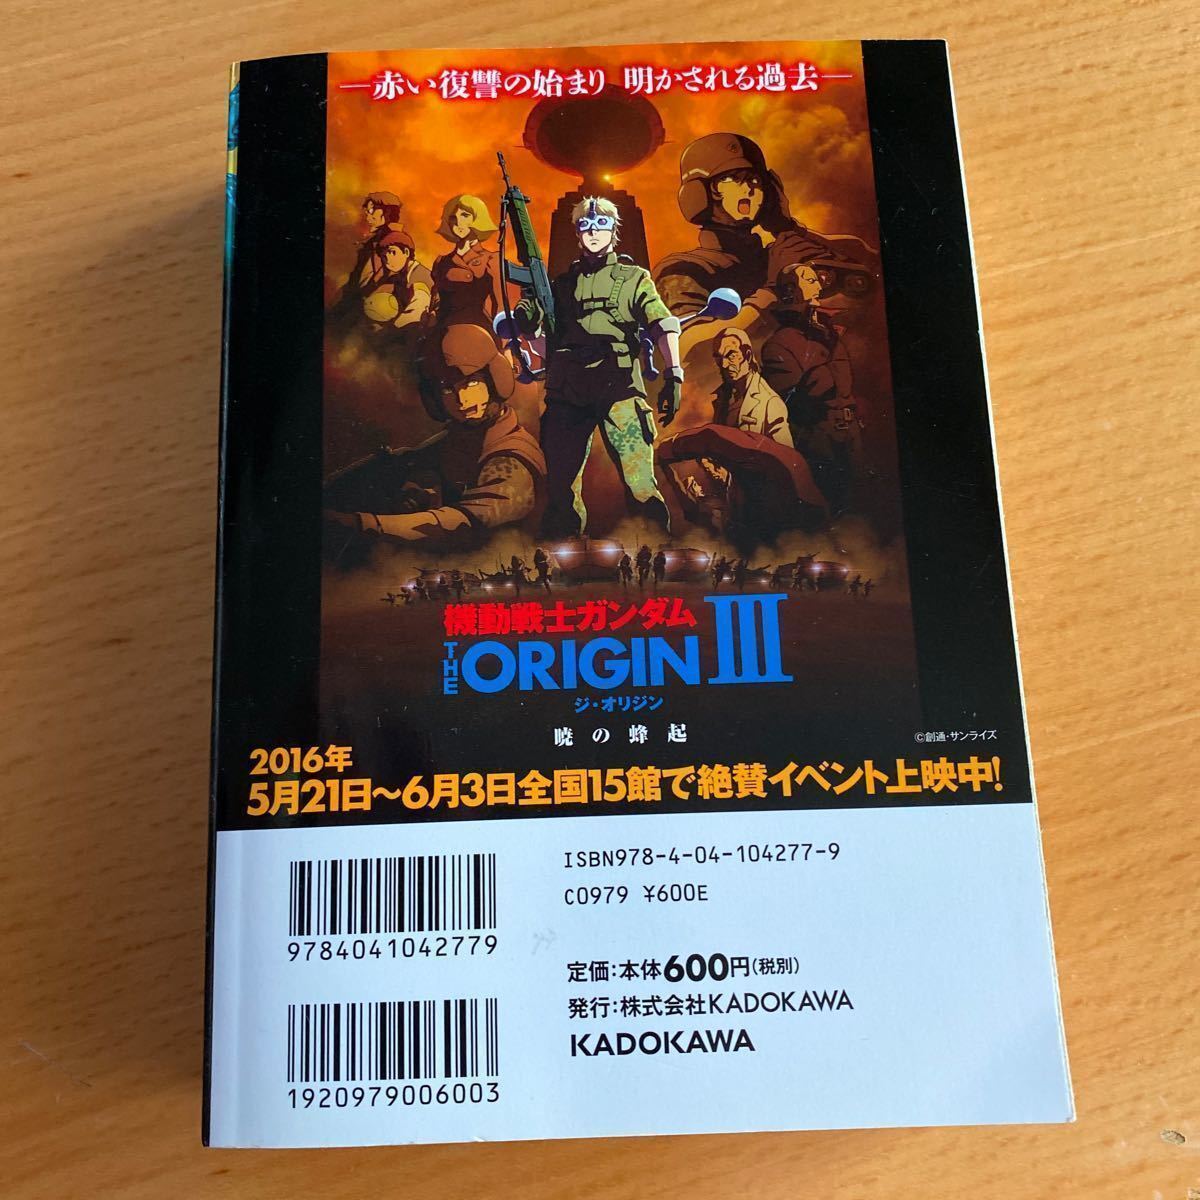 ―赤い復讐の始まり 明かされる過去―
機動戦士ガンダム
THE ORIGIN III
ジ・オリジン
暁の蜂起
©創通・サンライズ
2016年
5月21日～6月3日全国15館で絶賛イベント上映中!
ISBN978-4-04-104277-9
C0979 ¥600E
9784041042779
定価:本体600円(税別)
発行:株式会社KADOKAWA
KADOKAWA
1920979006003